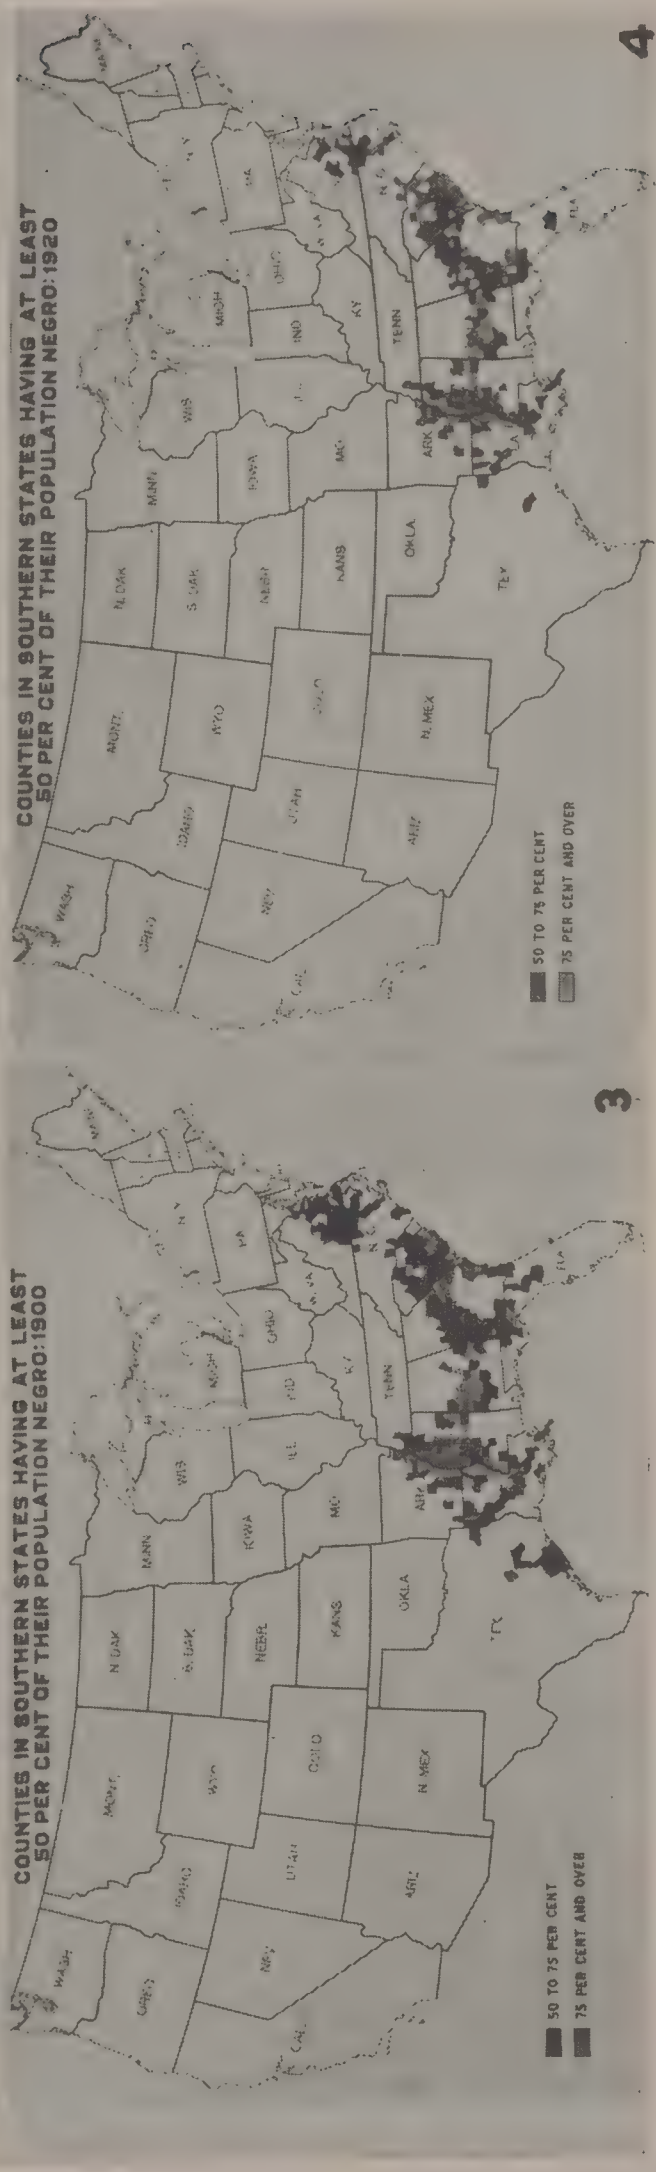 COUNTIES IN SOUTHERN STATES HAVING AT LEAST
50 PER CENT OF THEIR POPULATION NEGRO:1900
WASH
OREG
CAL
NEV
IDAHO
MONT.
WYO
UTAH
ARIZ
COLO
N. MEX
N. DAK
S. DAK
NEBR.
KANS
OKLA
TEX
MINN
IOWA
MO
ARK
WIS
ILL
MICH
IND
OHIO
KY
TENN
W. VA
PA
N Y
N. C
FLA
50 TO 75 PER CENT
75 PER CENT AND OVER
3
COUNTIES IN SOUTHERN STATES HAVING AT LEAST
50 PER CENT OF THEIR POPULATION NEGRO:1920
WASH
OREG
CAL
NEV
IDAHO
MONT.
WYO
UTAH
ARIZ
COLO
N. MEX
N. DAK
S. DAK
NEBR
KANS
OKLA
TEX
MINN
IOWA
MO
ARK
LA
WIS
MICH
IND
OHIO
KY
TENN
W. VA
PA
N Y
N. C
FLA
50 TO 75 PER CENT
75 PER CENT AND OVER
4